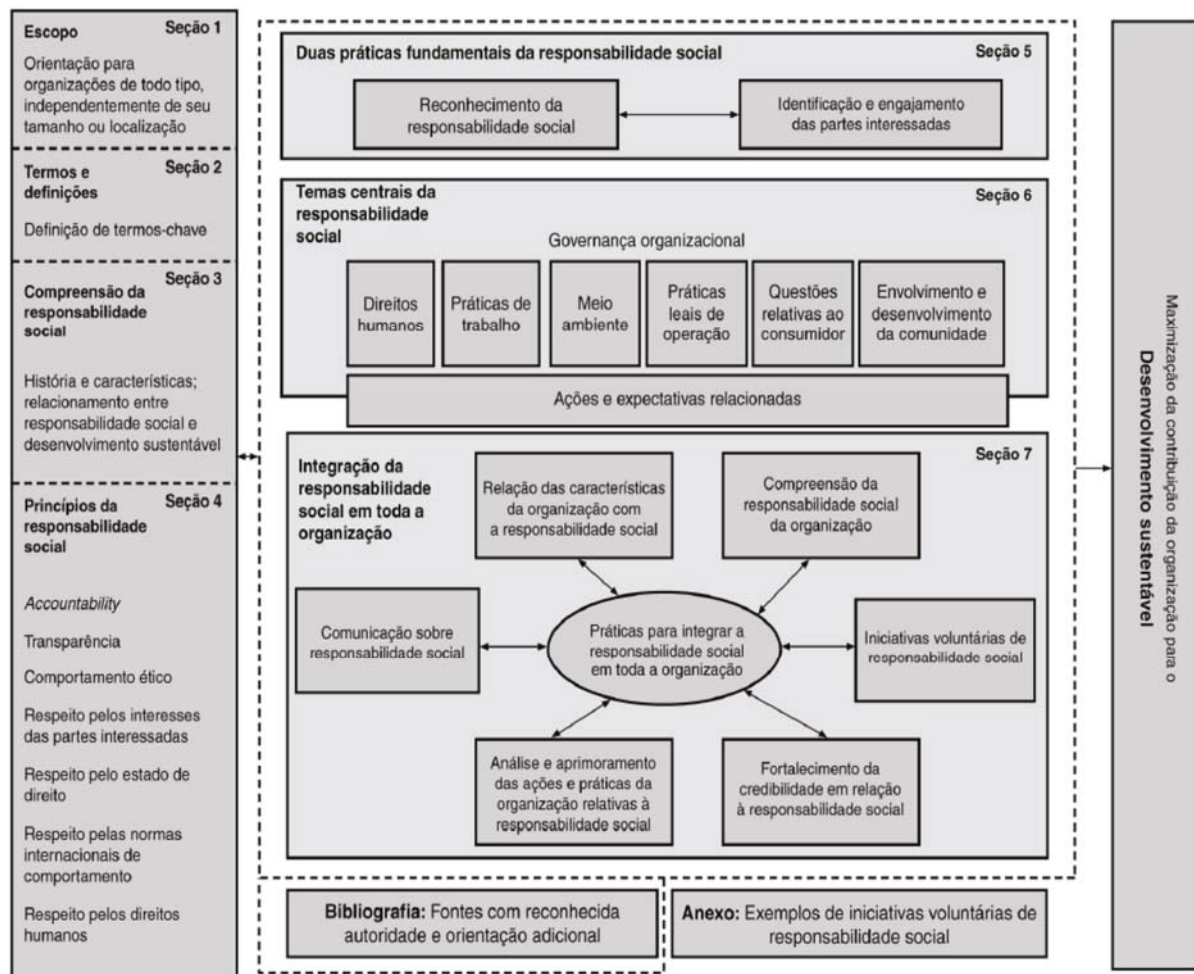 Escopo Seção 1
Orientação para
organizações de todo tipo,
independentemente de seu
tamanho ou localização
Termos e Seção 2
definições
Definição de termos-chave
Seção 3
Compreensão da
responsabilidade
social
História e características;
relacionamento entre
responsabilidade social e
desenvolvimento sustentável
Princípios da Seção 4
responsabilidade
social
Accountability
Transparência
Comportamento ético
Respeito pelos interesses
das partes interessadas
Respeito pelo estado de
direito
Respeito pelas normas
internacionais de
comportamento
Respeito pelos direitos
humanos
Duas práticas fundamentais da responsabilidade social Seção 5
Reconhecimento da
responsabilidade social
Identificação e engajamento
das partes interessadas
Temas centrais da Seção 6
responsabilidade
social
Governança organizacional
Direitos
humanos
Práticas de
trabalho
Meio
ambiente
Práticas
leais de
operação
Questões
relativas ao
consumidor
Envolvimento e
desenvolvimento
da comunidade
Ações e expectativas relacionadas
Seção 7
Integração da
responsabilidade
social em toda a
organização
Relação das características
da organização com
a responsabilidade social
Compreensão da
responsabilidade social
da organização
Comunicação sobre
responsabilidade social
Práticas para integrar a
responsabilidade social
em toda a organização
Iniciativas voluntárias de
responsabilidade social
Análise e aprimoramento
das ações e práticas da
organização relativas à
responsabilidade social
Fortalecimento da
credibilidade em relação
à responsabilidade social
Bibliografia: Fontes com reconhecida
autoridade e orientação adicional
Anexo: Exemplos de iniciativas voluntárias de
responsabilidade social
Maximização da contribuição da organização para o
Desenvolvimento sustentável